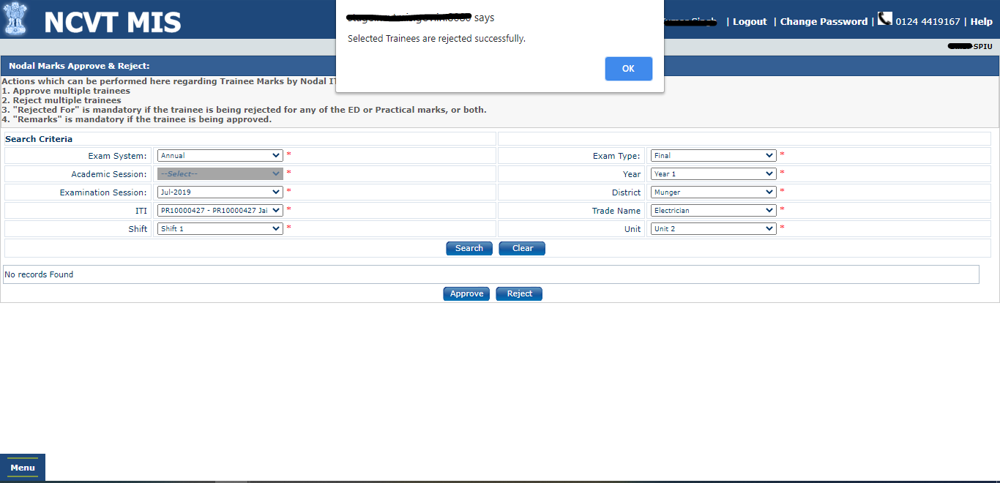 NCVT MIS
says
Selected Trainees are rejected successfully.
OK
| Logout | Change Password | 0124 4419167 | Help
-SPIU
Nodal Marks Approve & Reject:
Actions which can be performed here regarding Trainee Marks by Nodal
1. Approve multiple trainees
2. Reject multiple trainees
3. "Rejected For" is mandatory if the trainee is being rejected for any of the ED or Practical marks, or both.
4. "Remarks" is mandatory if the trainee is being approved.
Search Criteria
Exam System: Annual * Exam Type: Final *
Academic Session: --Select-- * Year Year 1 *
Examination Session: Jul-2019 * District Munger *
ITI PR10000427 - PR10000427 Jai * Trade Name Electrician *
Shift Shift 1 * Unit Unit 2 *
Search Clear
No records Found
Approve Reject
Menu